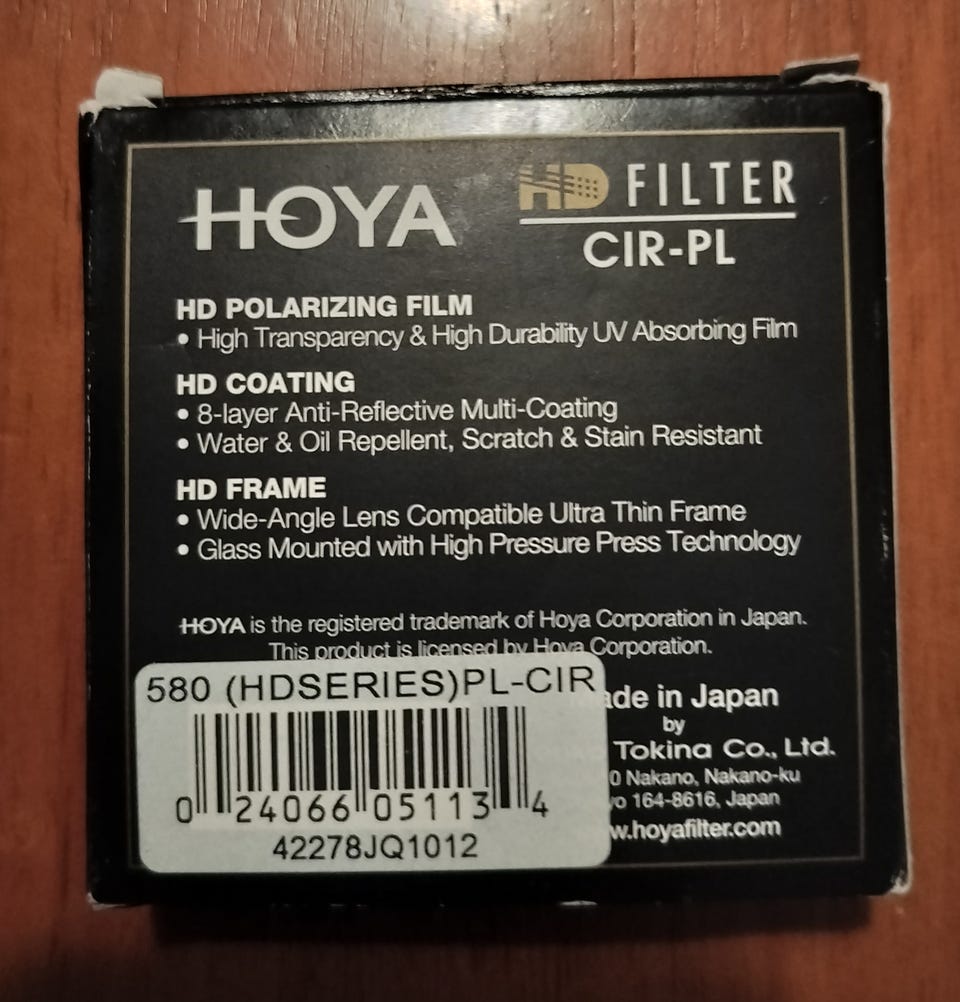 HOYA
HD FILTER
CIR-PL
HD POLARIZING FILM
• High Transparency & High Durability UV Absorbing Film
HD COATING
• 8-layer Anti-Reflective Multi-Coating
• Water & Oil Repellent, Scratch & Stain Resistant
HD FRAME
• Wide-Angle Lens Compatible Ultra Thin Frame
• Glass Mounted with High Pressure Press Technology
HOYA is the registered trademark of Hoya Corporation in Japan.
This product is licensed by Hoya Corporation.
ade in Japan
by
Tokina Co., Ltd.
0 Nakano, Nakano-ku
yo 164-8616, Japan
w.hoyafilter.com
580 (HDSERIES)PL-CIR
0 24066 05113 4
42278JQ1012